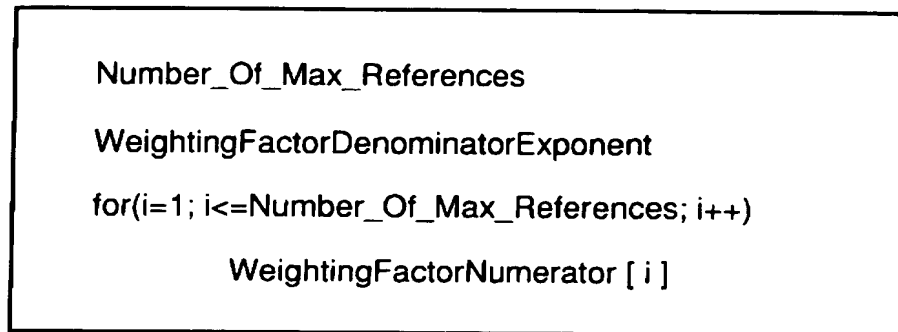 Number_Of_Max_References
WeightingFactorDenominatorExponent
for(i=1; i<=Number_Of_Max_References; i++)
WeightingFactorNumerator [ i ]